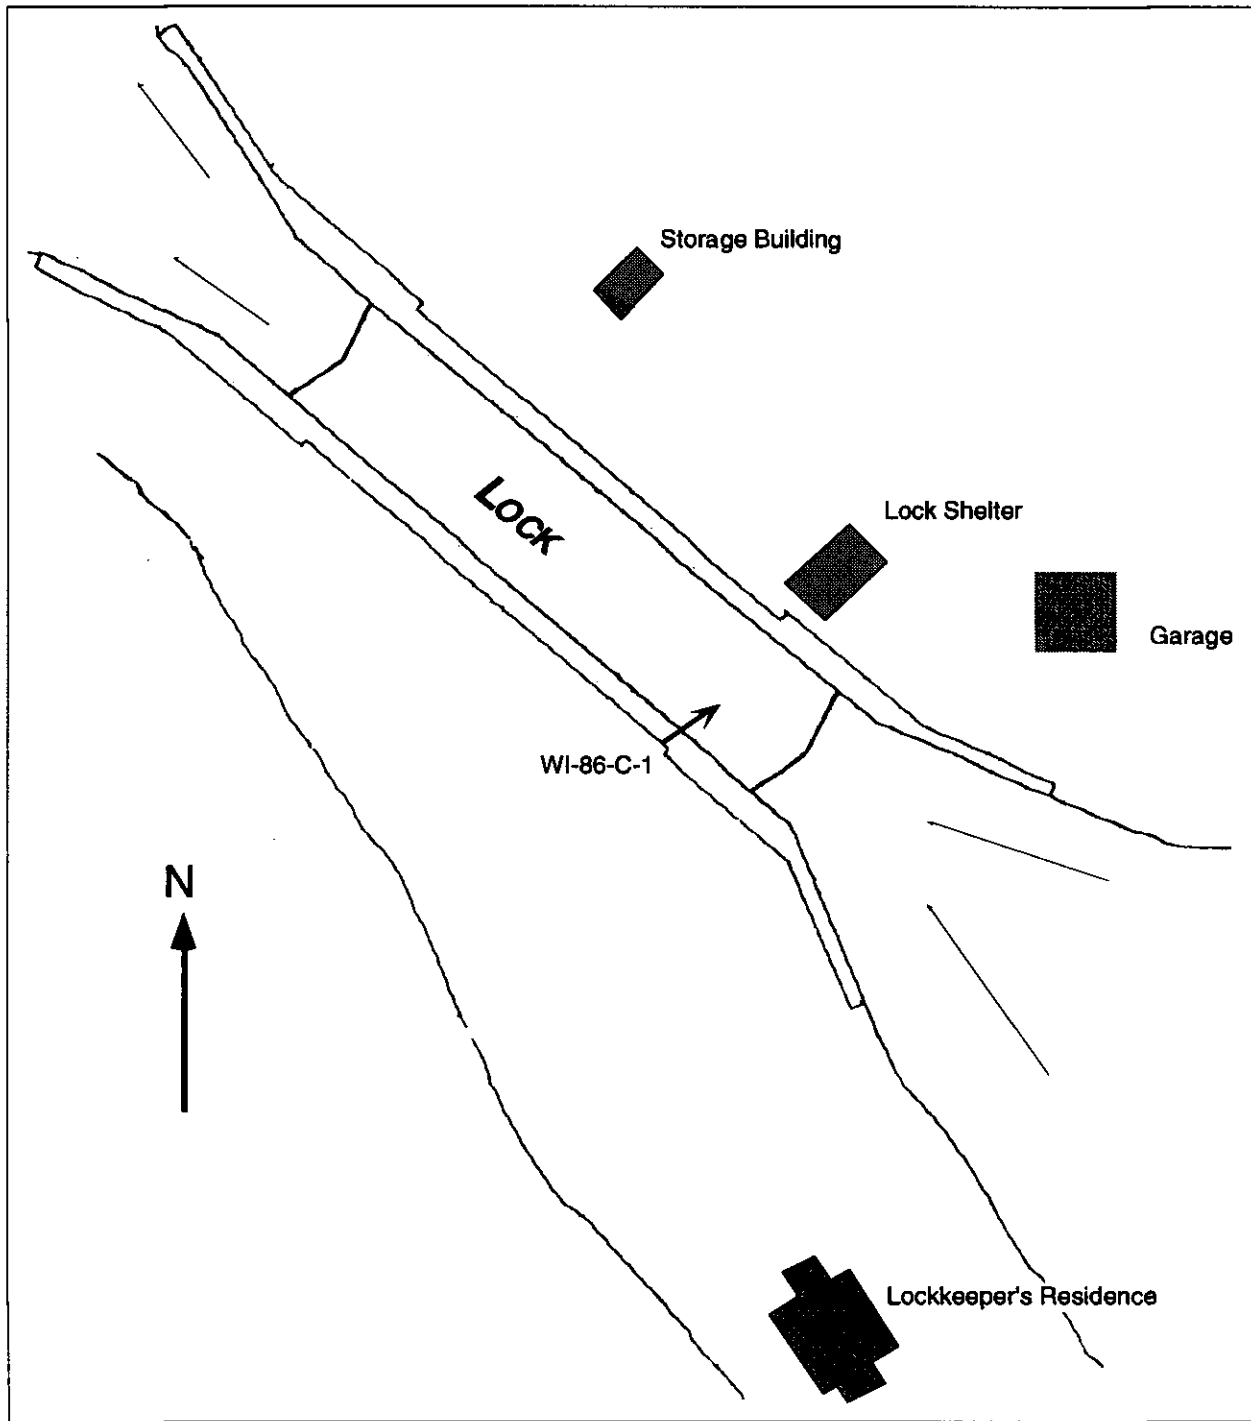 Storage Building
LOCK
Lock Shelter
Garage
WI-86-C-1
N
Lockkeeper's Residence